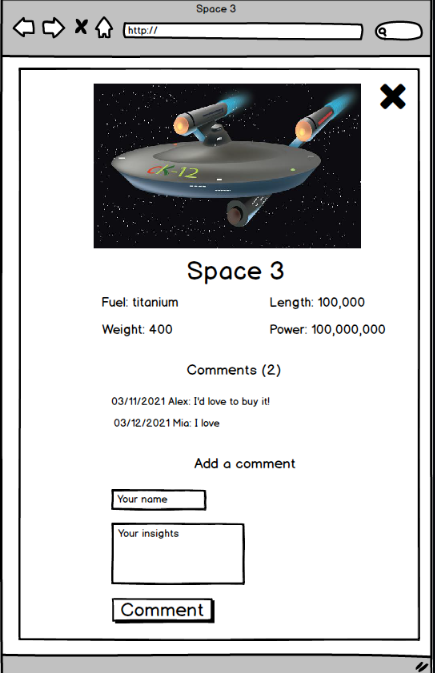 Space 3
http://
CK-12
Space 3
Fuel: titanium Length: 100,000
Weight: 400 Power: 100,000,000
Comments (2)
03/11/2021 Alex: I'd love to buy it!
03/12/2021 Mia: I love
Add a comment
Your name
Your insights
Comment